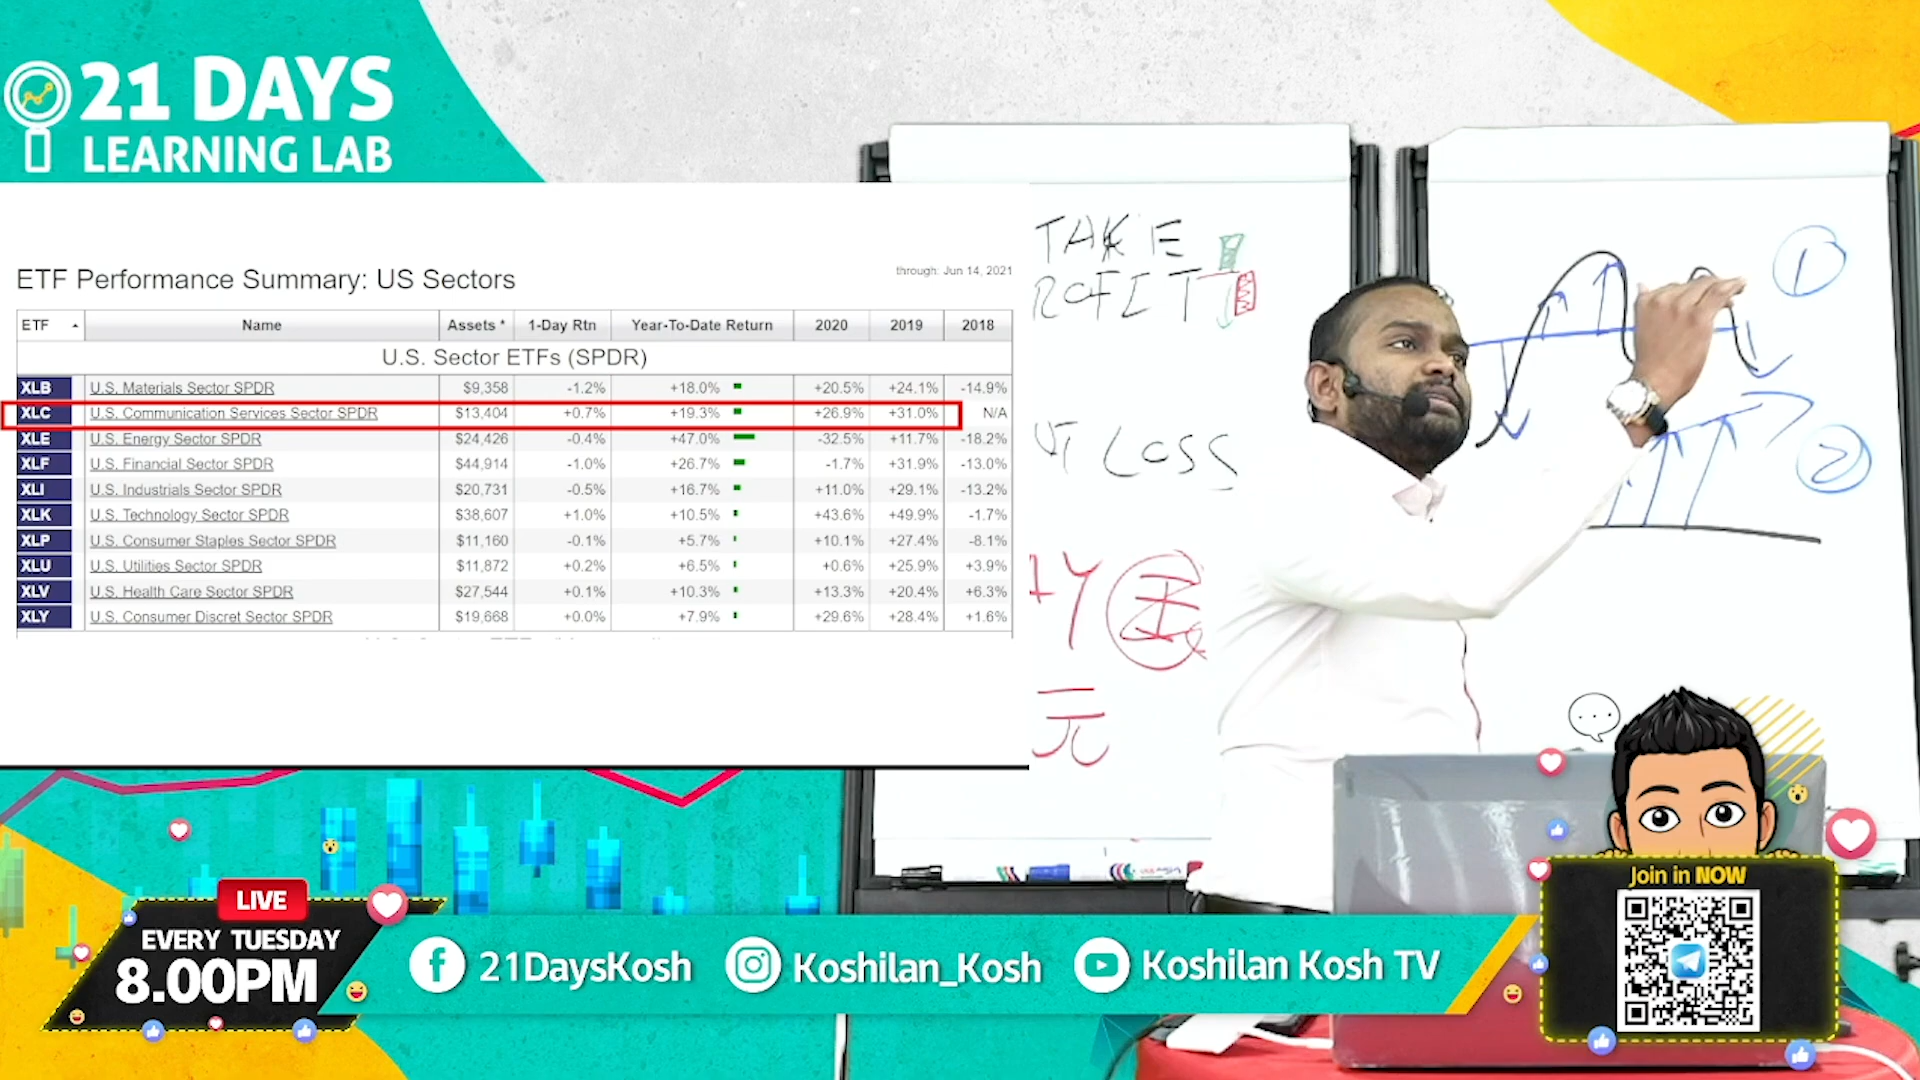 21 DAYS
LEARNING LAB
ETF Performance Summary: US Sectors
through: Jun 14, 2021
ETF Name Assets * 1-Day Rtn Year-To-Date Return 2020 2019 2018
U.S. Sector ETFs (SPDR)
XLB U.S. Materials Sector SPDR $9,358 -1.2% +18.0% +20.5% +24.1% -14.9%
XLC U.S. Communication Services Sector SPDR $13,404 +0.7% +19.3% +26.9% +31.0% N/A
XLE U.S. Energy Sector SPDR $24,426 -0.4% +47.0% -32.5% +11.7% -18.2%
XLF U.S. Financial Sector SPDR $44,914 -1.0% +26.7% -1.7% +31.9% -13.0%
XLI U.S. Industrials Sector SPDR $20,731 -0.5% +16.7% +11.0% +29.1% -13.2%
XLK U.S. Technology Sector SPDR $38,607 +1.0% +10.5% +43.6% +49.9% -1.7%
XLP U.S. Consumer Staples Sector SPDR $11,160 -0.1% +5.7% +10.1% +27.4% -8.1%
XLU U.S. Utilities Sector SPDR $11,872 +0.2% +6.5% +0.6% +25.9% +3.9%
XLV U.S. Health Care Sector SPDR $27,544 +0.1% +10.3% +13.3% +20.4% +6.3%
XLY U.S. Consumer Discret Sector SPDR $19,668 +0.0% +7.9% +29.6% +28.4% +1.6%
TAKE
ROFIT
UT LOSS
元
1
2
LIVE
EVERY TUESDAY
8.00PM
21DaysKosh
Koshilan_Kosh
Koshilan Kosh TV
Join in NOW